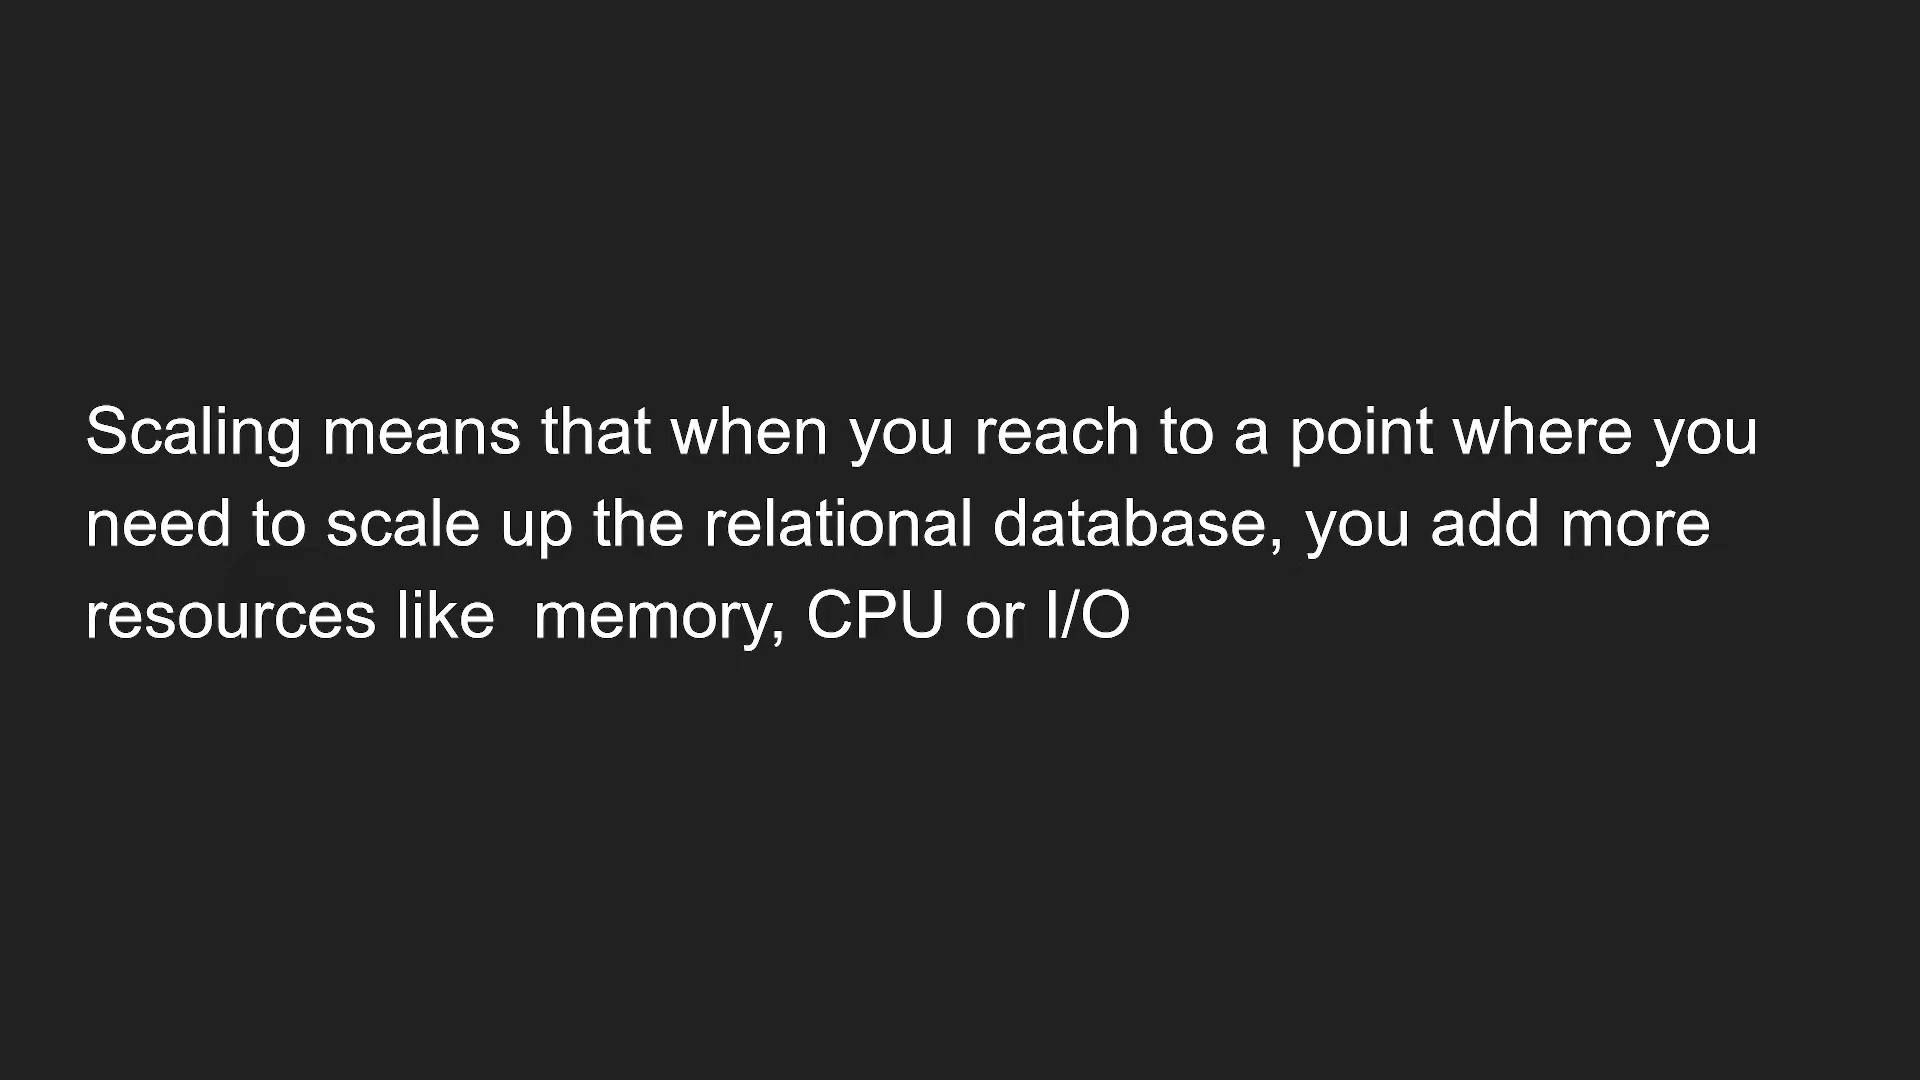 Scaling means that when you reach to a point where you
need to scale up the relational database, you add more
resources like  memory, CPU or I/O